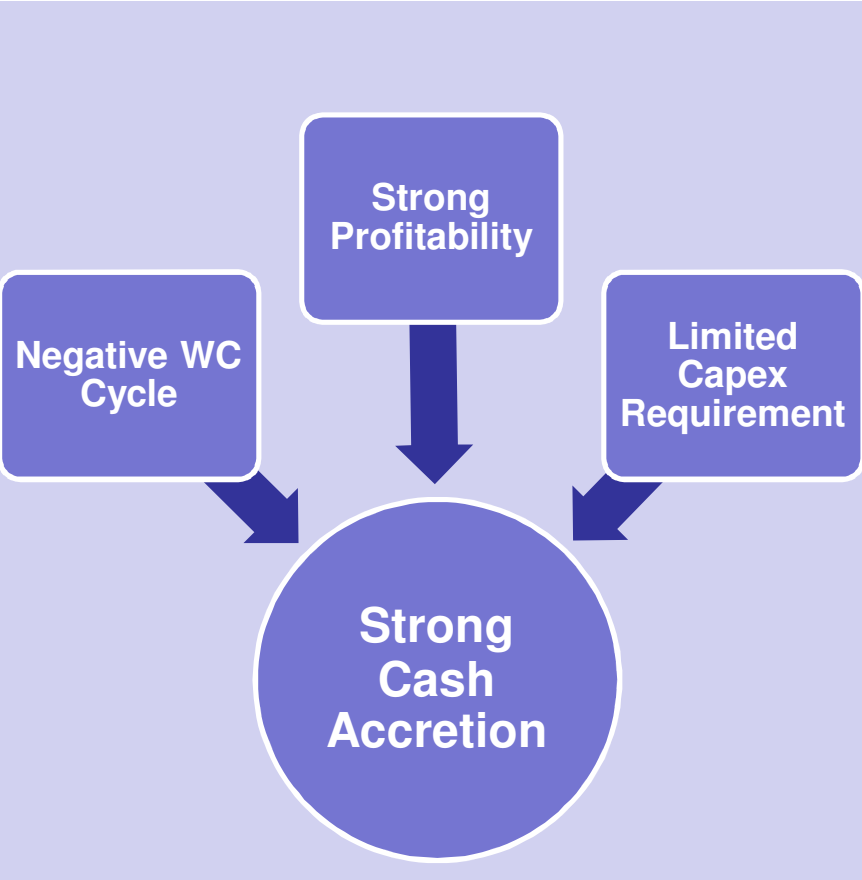 Strong
Profitability
Negative WC
Cycle
Limited
Capex
Requirement
Strong
Cash
Accretion